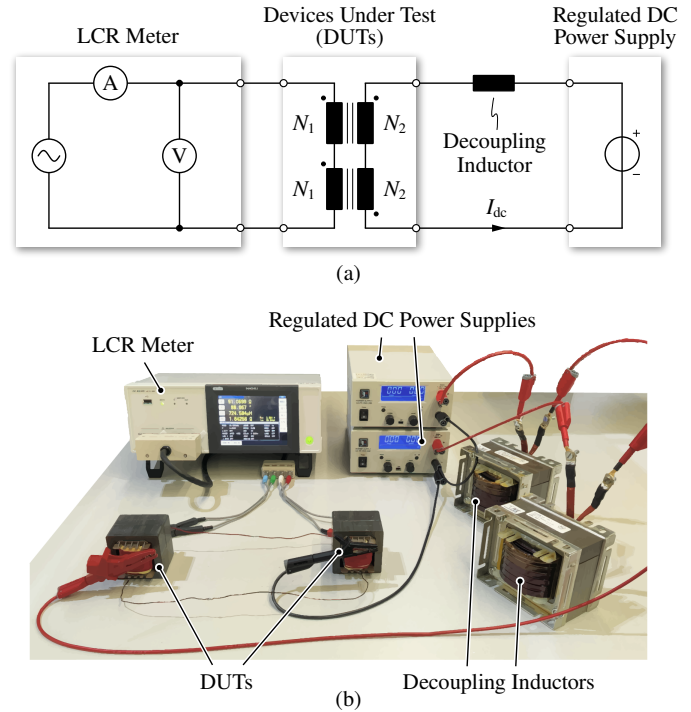 Devices Under Test
(DUTs)
LCR Meter
Regulated DC
Power Supply
A
V
N1
N2
N1
N2
Decoupling
Inductor
+
−
Idc
(a)
Regulated DC Power Supplies
LCR Meter
DUTs
Decoupling Inductors
(b)